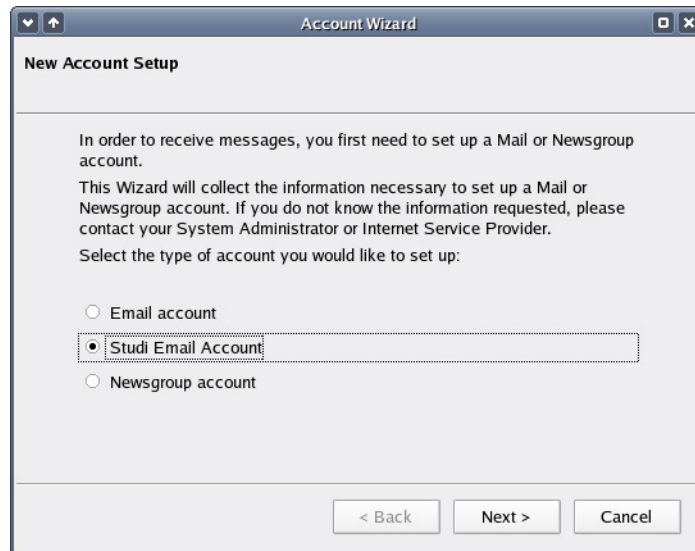 Account Wizard
New Account Setup
In order to receive messages, you first need to set up a Mail or Newsgroup
account.
This Wizard will collect the information necessary to set up a Mail or
Newsgroup account. If you do not know the information requested, please
contact your System Administrator or Internet Service Provider.
Select the type of account you would like to set up:
Email account
Studi Email Account
Newsgroup account
< Back
Next >
Cancel